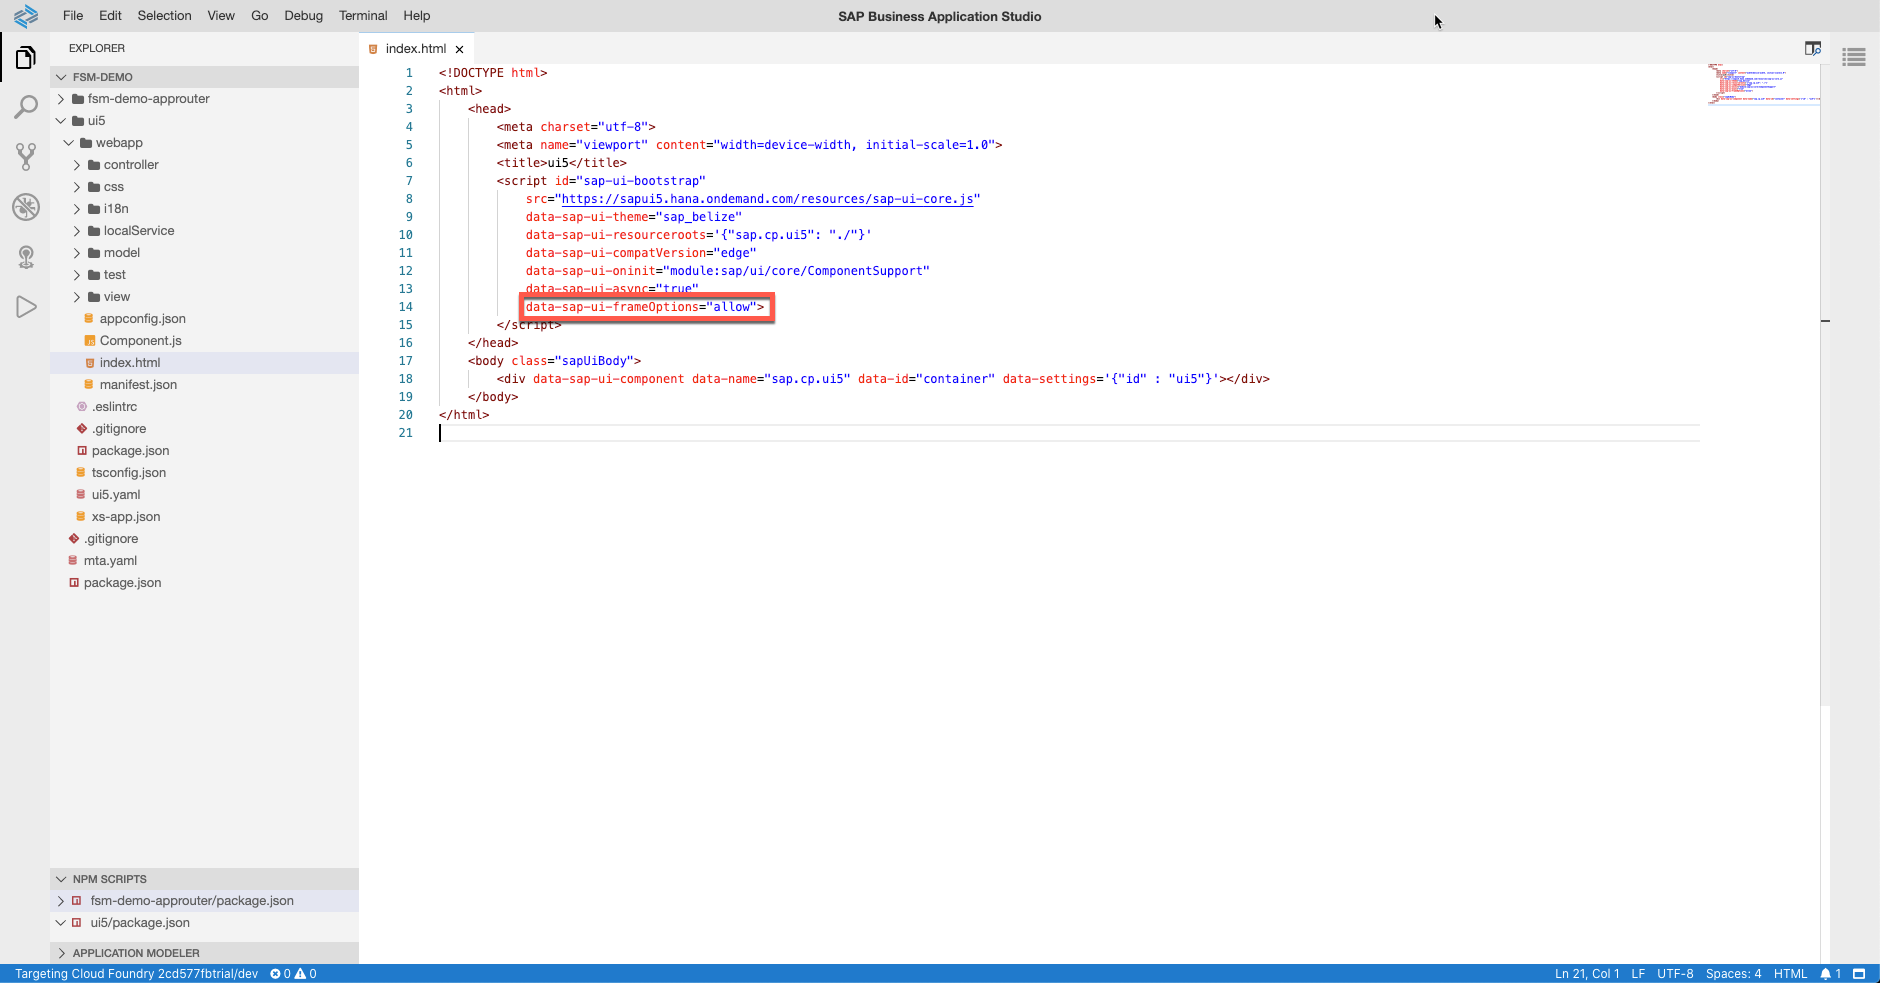 File Edit Selection View Go Debug Terminal Help
SAP Business Application Studio
EXPLORER
FSM-DEMO
fsm-demo-approuter
ui5
webapp
controller
css
i18n
localService
model
test
view
appconfig.json
Component.js
index.html
manifest.json
.eslintrc
.gitignore
package.json
tsconfig.json
ui5.yaml
xs-app.json
.gitignore
mta.yaml
package.json
NPM SCRIPTS
fsm-demo-approuter/package.json
ui5/package.json
APPLICATION MODELER
index.html
1 <!DOCTYPE html>
2 <html>
3 <head>
4 <meta charset="utf-8">
5 <meta name="viewport" content="width=device-width, initial-scale=1.0">
6 <title>ui5</title>
7 <script id="sap-ui-bootstrap"
8 src="https://sapui5.hana.ondemand.com/resources/sap-ui-core.js"
9 data-sap-ui-theme="sap_belize"
10 data-sap-ui-resourceroots='{"sap.cp.ui5": "./"}'
11 data-sap-ui-compatVersion="edge"
12 data-sap-ui-oninit="module:sap/ui/core/ComponentSupport"
13 data-sap-ui-async="true"
14 data-sap-ui-frameOptions="allow">
15 </script>
16 </head>
17 <body class="sapUiBody">
18 <div data-sap-ui-component data-name="sap.cp.ui5" data-id="container" data-settings='{"id" : "ui5"}'></div>
19 </body>
20 </html>
21
Targeting Cloud Foundry 2cd577fbtrial/dev 0 0
Ln 21, Col 1 LF UTF-8 Spaces: 4 HTML 1